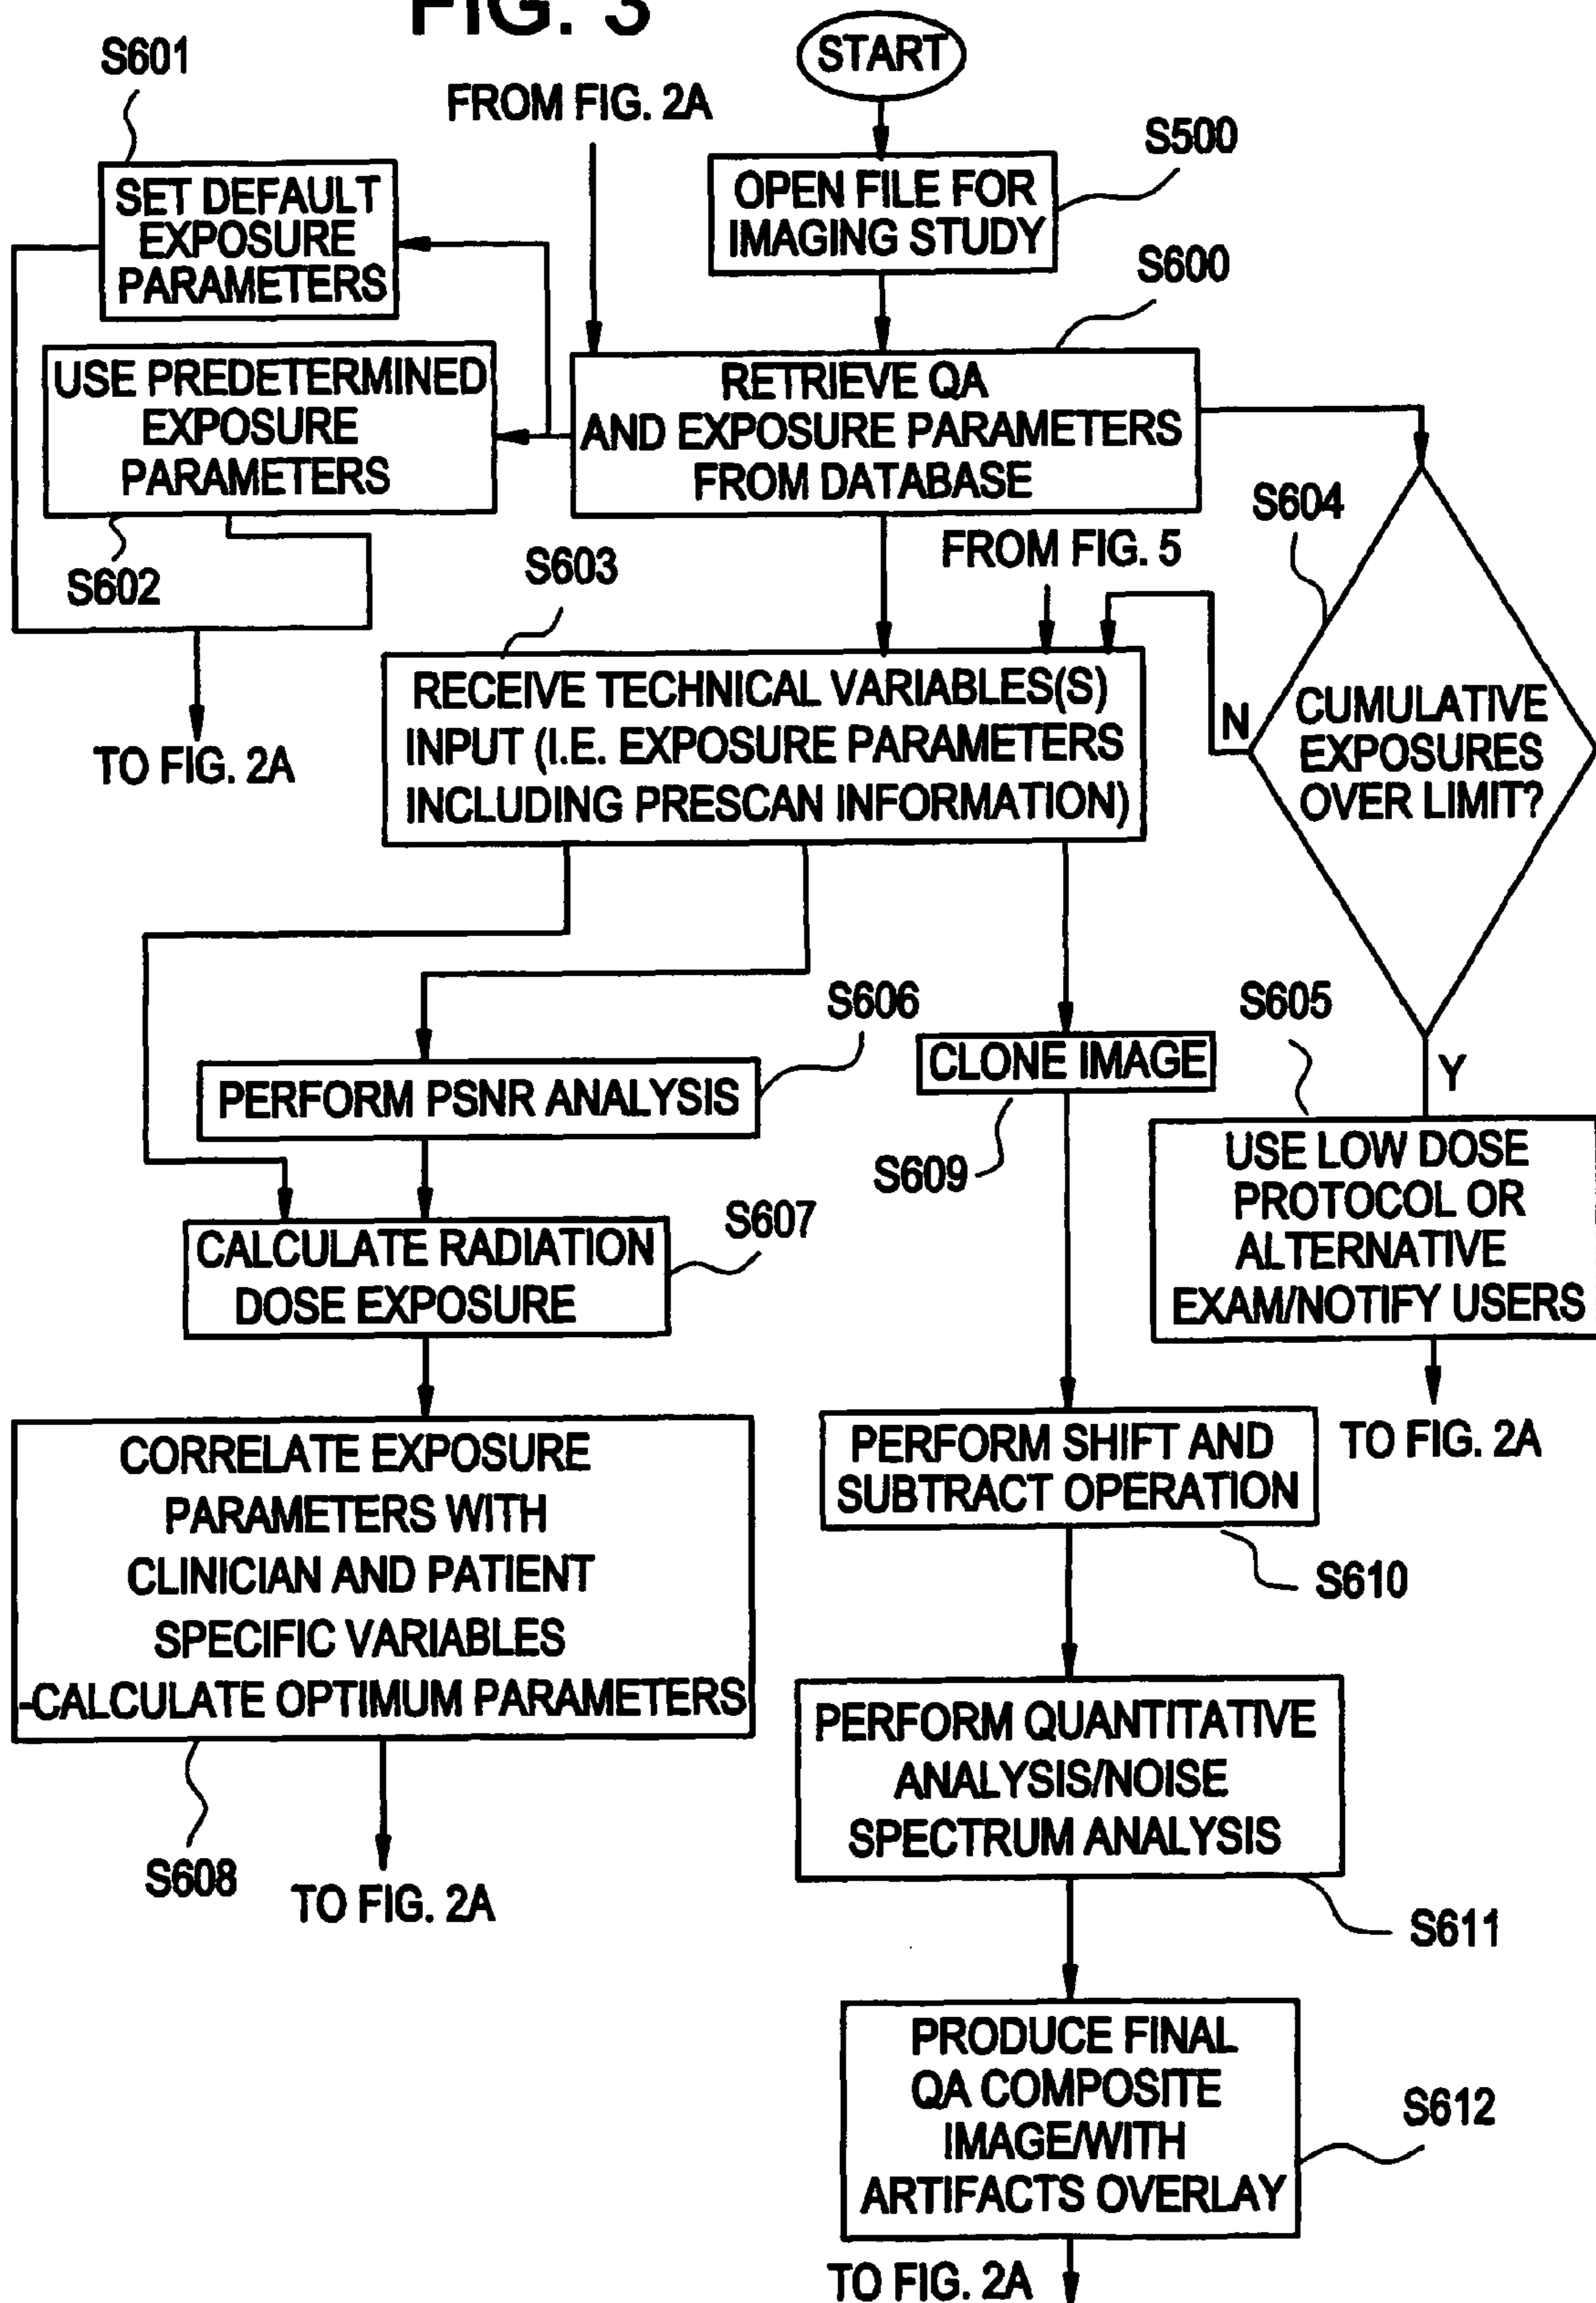 FIG. 3
START
S601
FROM FIG. 2A
S500
SET DEFAULT
EXPOSURE
PARAMETERS
OPEN FILE FOR
IMAGING STUDY
S600
USE PREDETERMINED
EXPOSURE
PARAMETERS
RETRIEVE QA
AND EXPOSURE PARAMETERS
FROM DATABASE
S604
S602
S603
FROM FIG. 5
TO FIG. 2A
RECEIVE TECHNICAL VARIABLES(S)
INPUT (I.E. EXPOSURE PARAMETERS
INCLUDING PRESCAN INFORMATION)
N
CUMULATIVE
EXPOSURES
OVER LIMIT?
S606
S605
PERFORM PSNR ANALYSIS
CLONE IMAGE
Y
S609
USE LOW DOSE
PROTOCOL OR
ALTERNATIVE
EXAM/NOTIFY USERS
S607
CALCULATE RADIATION
DOSE EXPOSURE
TO FIG. 2A
CORRELATE EXPOSURE
PARAMETERS WITH
CLINICIAN AND PATIENT
SPECIFIC VARIABLES
-CALCULATE OPTIMUM PARAMETERS
PERFORM SHIFT AND
SUBTRACT OPERATION
S610
PERFORM QUANTITATIVE
ANALYSIS/NOISE
SPECTRUM ANALYSIS
S608
TO FIG. 2A
S611
PRODUCE FINAL
QA COMPOSITE
IMAGE/WITH
ARTIFACTS OVERLAY
S612
TO FIG. 2A